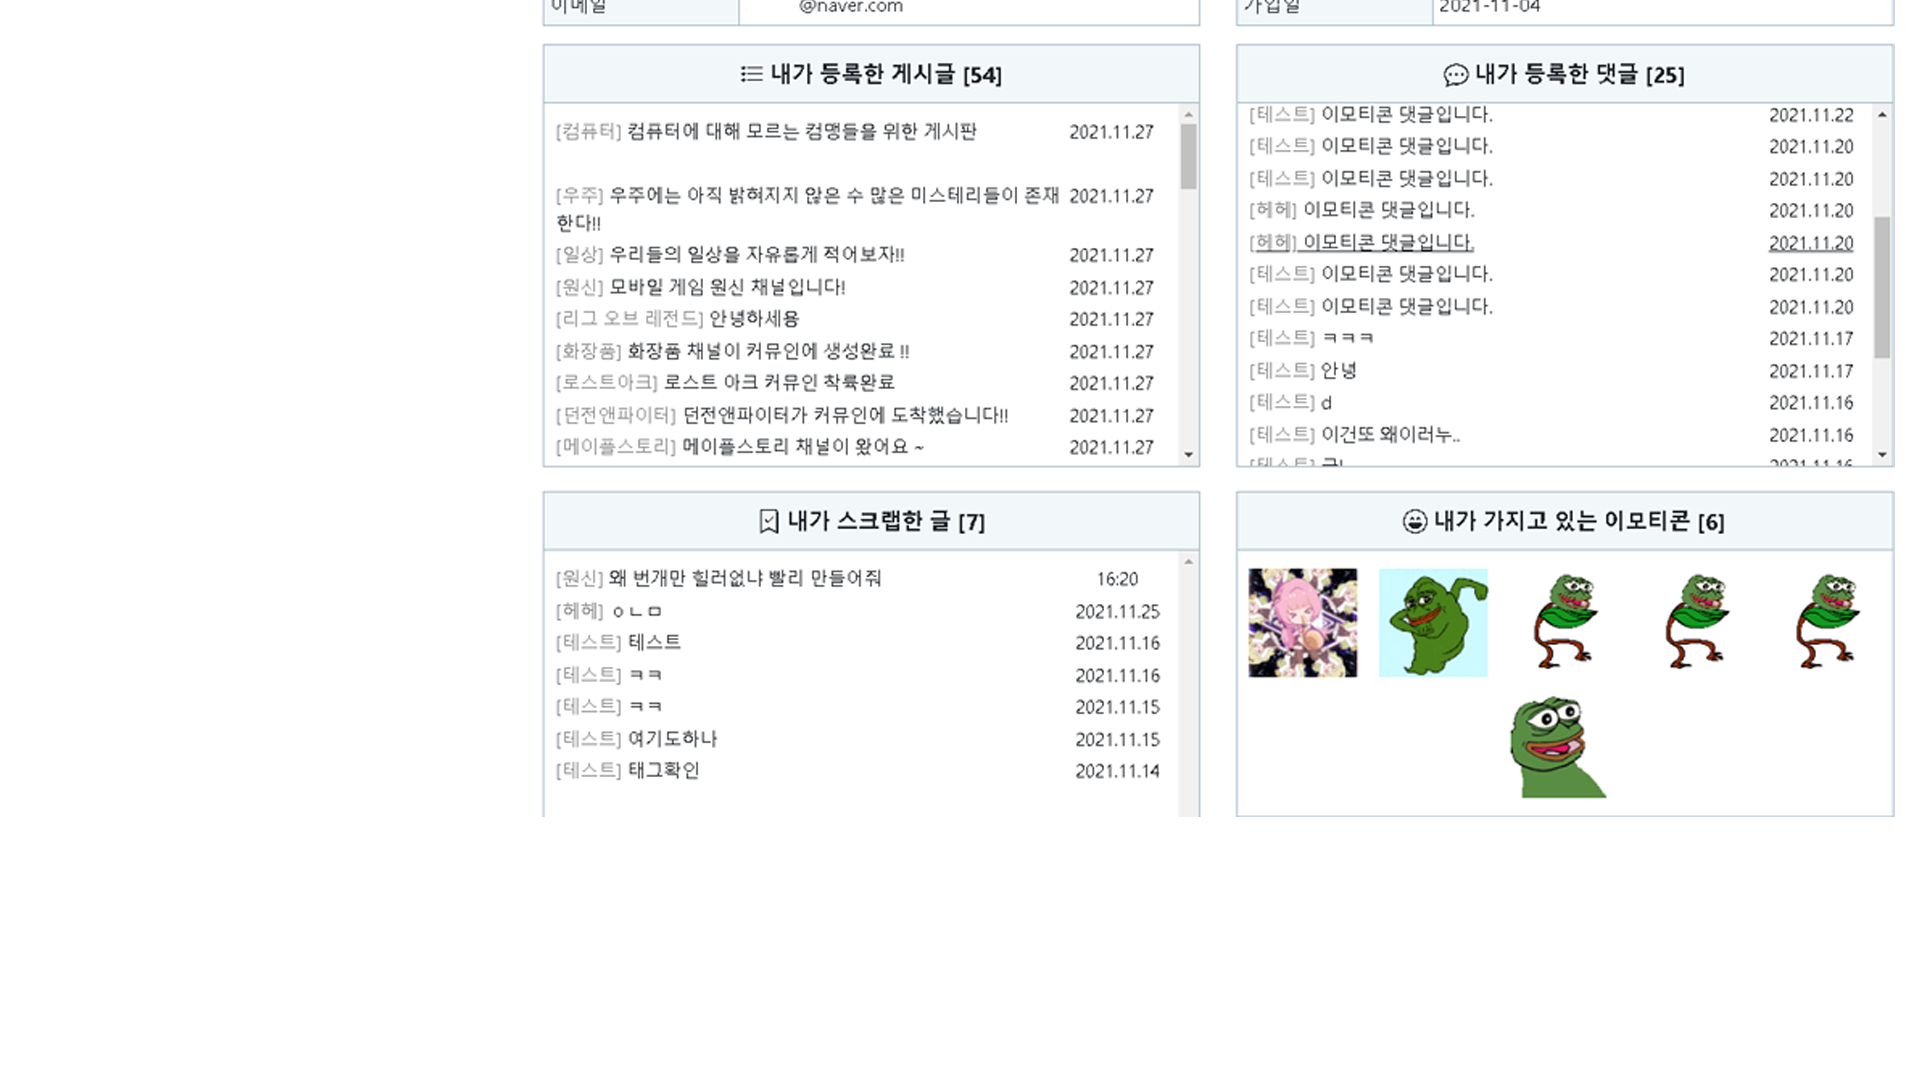 이메일 @naver.com
가입일 2021-11-04
내가 등록한 게시글 [54]
[컴퓨터] 컴퓨터에 대해 모르는 컴맹들을 위한 게시판 2021.11.27
[우주] 우주에는 아직 밝혀지지 않은 수 많은 미스테리들이 존재 2021.11.27
한다!!
[일상] 우리들의 일상을 자유롭게 적어보자!! 2021.11.27
[원신] 모바일 게임 원신 채널입니다! 2021.11.27
[리그 오브 레전드] 안녕하세용 2021.11.27
[화장품] 화장품 채널이 커뮤인에 생성완료 !! 2021.11.27
[로스트아크] 로스트 아크 커뮤인 착륙완료 2021.11.27
[던전앤파이터] 던전앤파이터가 커뮤인에 도착했습니다!! 2021.11.27
[메이플스토리] 메이플스토리 채널이 왔어요 ~ 2021.11.27
내가 등록한 댓글 [25]
[테스트] 이모티콘 댓글입니다. 2021.11.22
[테스트] 이모티콘 댓글입니다. 2021.11.20
[테스트] 이모티콘 댓글입니다. 2021.11.20
[헤헤] 이모티콘 댓글입니다. 2021.11.20
[헤헤] 이모티콘 댓글입니다. 2021.11.20
[테스트] 이모티콘 댓글입니다. 2021.11.20
[테스트] 이모티콘 댓글입니다. 2021.11.20
[테스트] ㅋㅋㅋ 2021.11.17
[테스트] 안녕 2021.11.17
[테스트] d 2021.11.16
[테스트] 이건또 왜이러누.. 2021.11.16
[테스트] 2021.11.16
내가 스크랩한 글 [7]
[원신] 왜 번개만 힐러없냐 빨리 만들어줘 16:20
[헤헤] ㅇㄴㅁ 2021.11.25
[테스트] 테스트 2021.11.16
[테스트] ㅋㅋ 2021.11.16
[테스트] ㅋㅋ 2021.11.15
[테스트] 여기도하나 2021.11.15
[테스트] 태그확인 2021.11.14
내가 가지고 있는 이모티콘 [6]